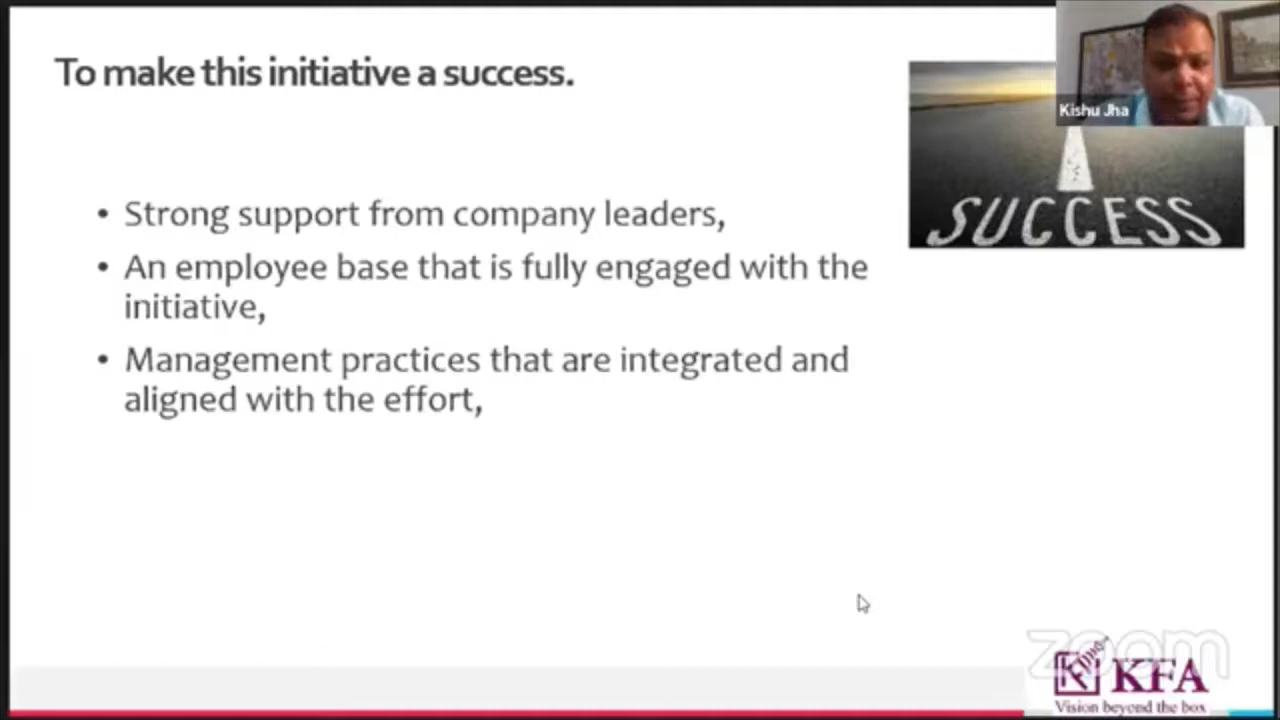 To make this initiative a success.
Kishu Jha
SUCCESS
• Strong support from company leaders,
• An employee base that is fully engaged with the
initiative,
• Management practices that are integrated and
aligned with the effort,
zoom
KFA
Vision beyond the box